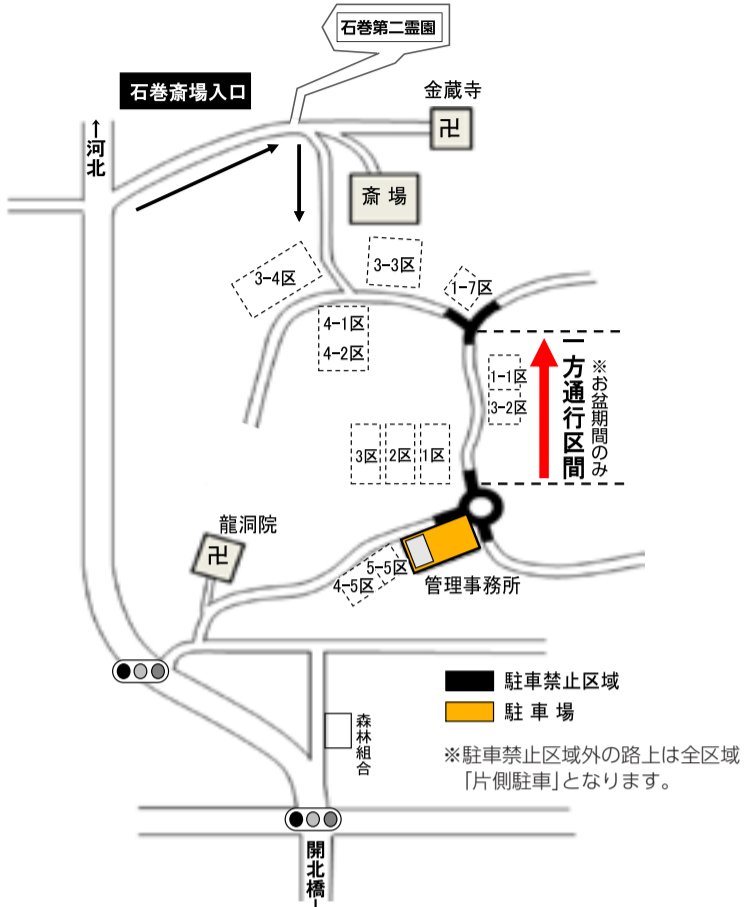 石巻第二霊園
石巻斎場入口
金蔵寺
卍
↑河北
斎場
3-4区
3-3区
1-7区
4-1区
4-2区
1-1区
3-2区
一方通行区間
※お盆期間のみ
3区
2区
1区
龍洞院
卍
5-5区
4-5区
管理事務所
駐車禁止区域
駐車場
森林組合
※駐車禁止区域外の路上は全区域
「片側駐車」となります。
開北橋↓